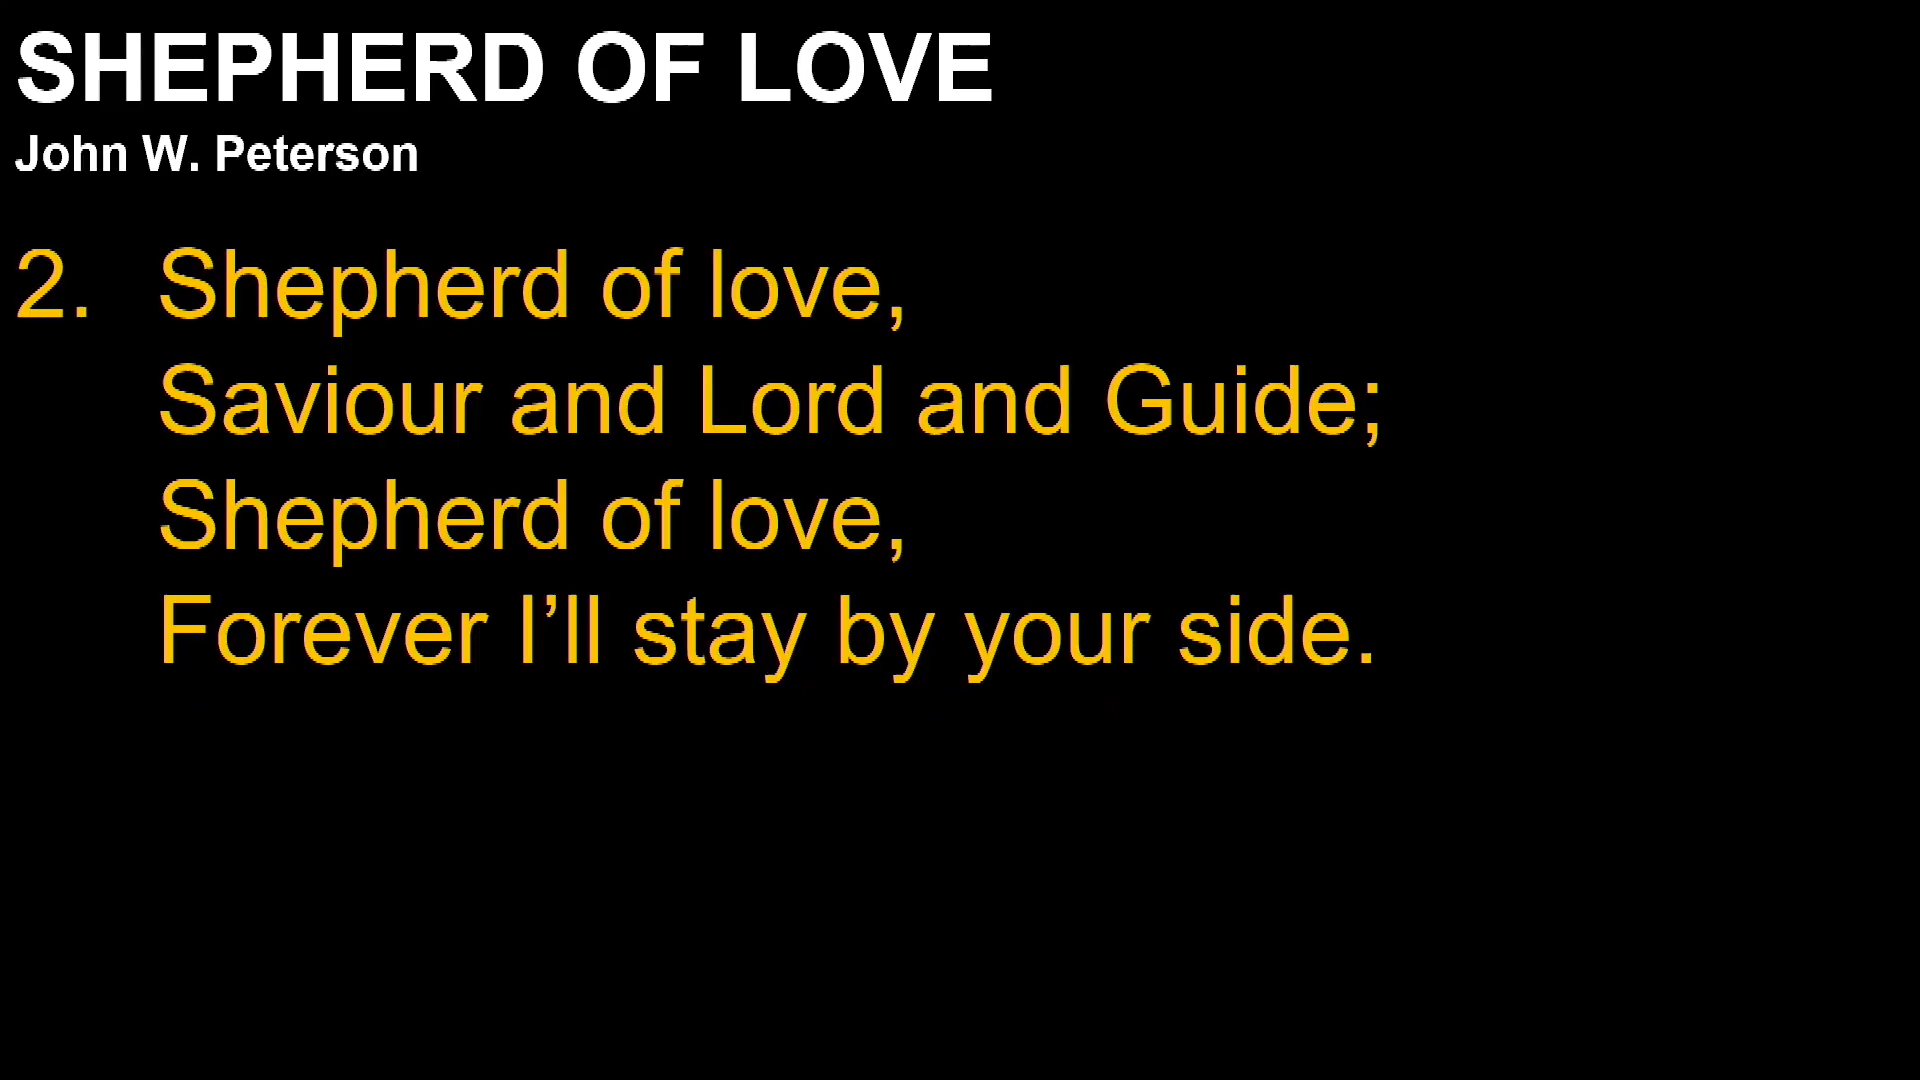 SHEPHERD OF LOVE
John W. Peterson
2. Shepherd of love,
Saviour and Lord and Guide;
Shepherd of love,
Forever I’ll stay by your side.